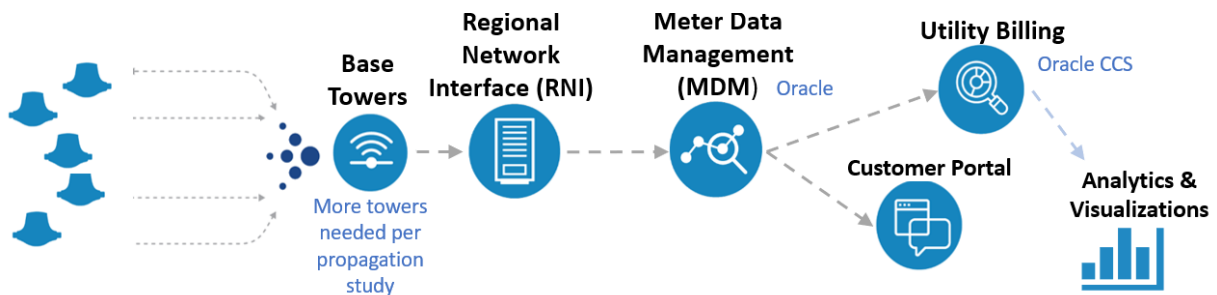 Base
Towers
More towers
needed per
propagation
study
Regional
Network
Interface (RNI)
Meter Data
Management
(MDM)
Oracle
Utility Billing
Oracle CCS
Customer Portal
Analytics &
Visualizations